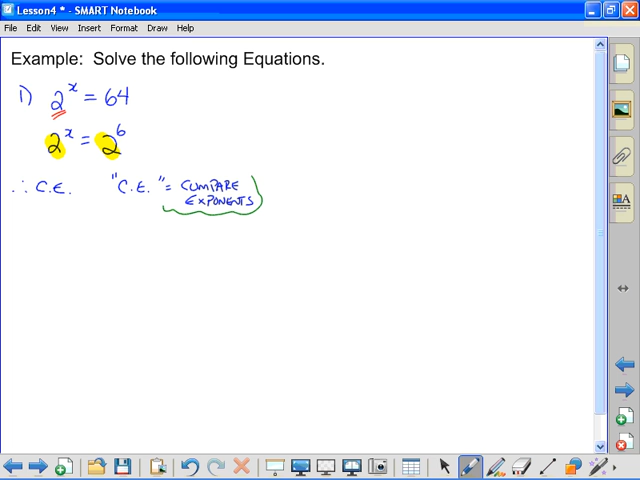 Lesson4 * - SMART Notebook
File Edit View Insert Format Draw Help
Example: Solve the following Equations.
1) 2^x = 64
2^x = 2^6
∴ C.E. "C.E." = COMPARE
EXPONENTS